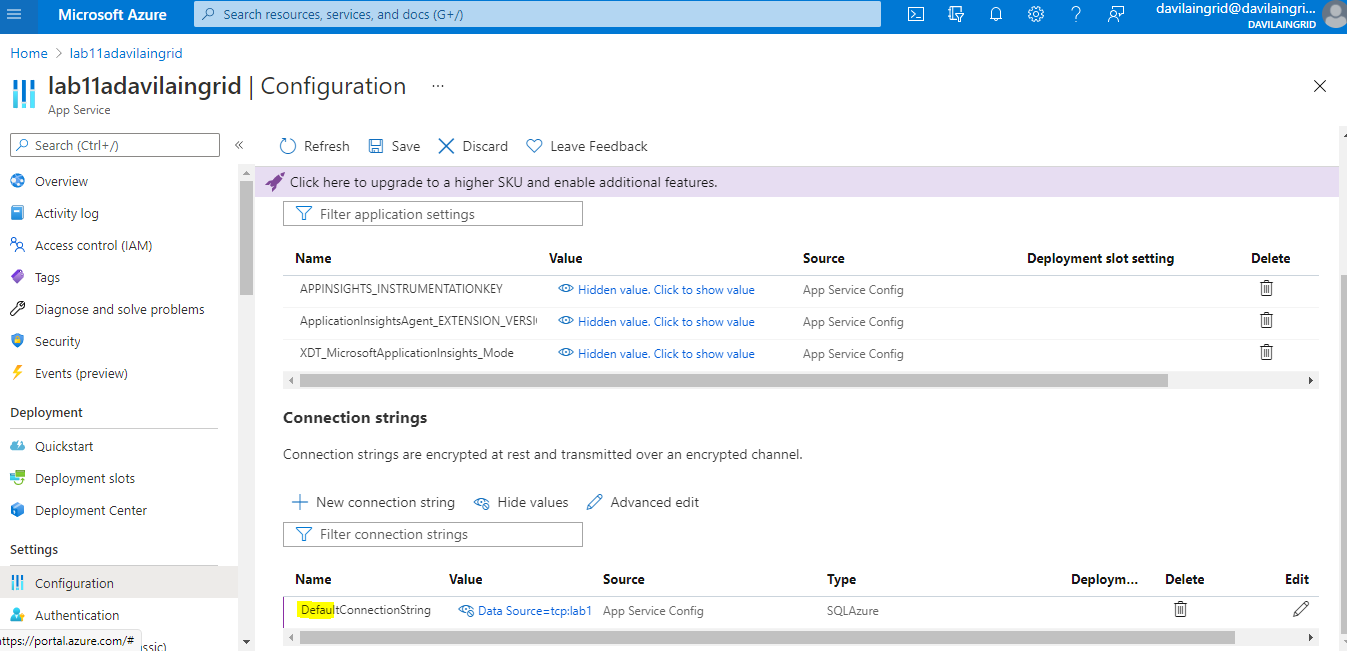 Microsoft Azure
Search resources, services, and docs (G+/)
davilaingrid@davilaingri...
DAVILAINGRID
Home > lab11adavilaingrid
lab11adavilaingrid | Configuration ...
App Service
Search (Ctrl+/)
«
Refresh Save Discard Leave Feedback
Overview
Activity log
Access control (IAM)
Tags
Diagnose and solve problems
Security
Events (preview)
Deployment
Quickstart
Deployment slots
Deployment Center
Settings
Configuration
Authentication
https://portal.azure.com/#
ssic)
Click here to upgrade to a higher SKU and enable additional features.
Filter application settings
Name Value Source Deployment slot setting Delete
APPINSIGHTS_INSTRUMENTATIONKEY Hidden value. Click to show value App Service Config
ApplicationInsightsAgent_EXTENSION_VERSI Hidden value. Click to show value App Service Config
XDT_MicrosoftApplicationInsights_Mode Hidden value. Click to show value App Service Config
Connection strings
Connection strings are encrypted at rest and transmitted over an encrypted channel.
New connection string Hide values Advanced edit
Filter connection strings
Name Value Source Type Deploym... Delete Edit
DefaultConnectionString Data Source=tcp:lab1 App Service Config SQLAzure